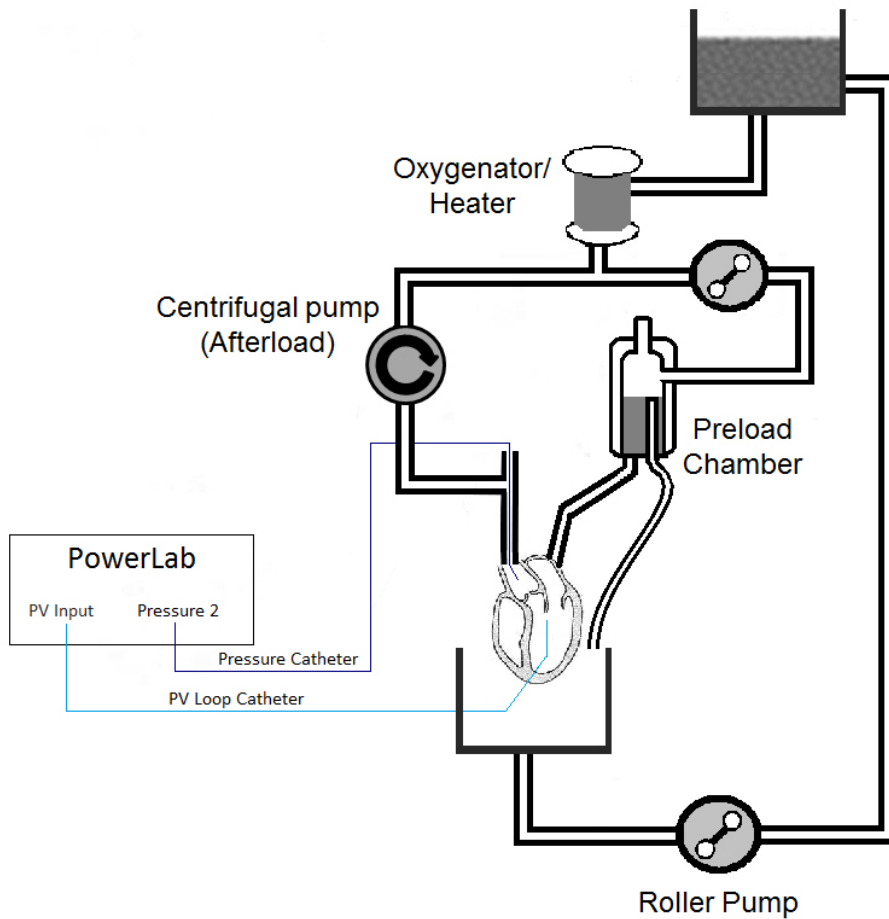 Oxygenator/
Heater
Centrifugal pump
(Afterload)
Preload
Chamber
PowerLab
PV Input
Pressure 2
Pressure Catheter
PV Loop Catheter
Roller Pump